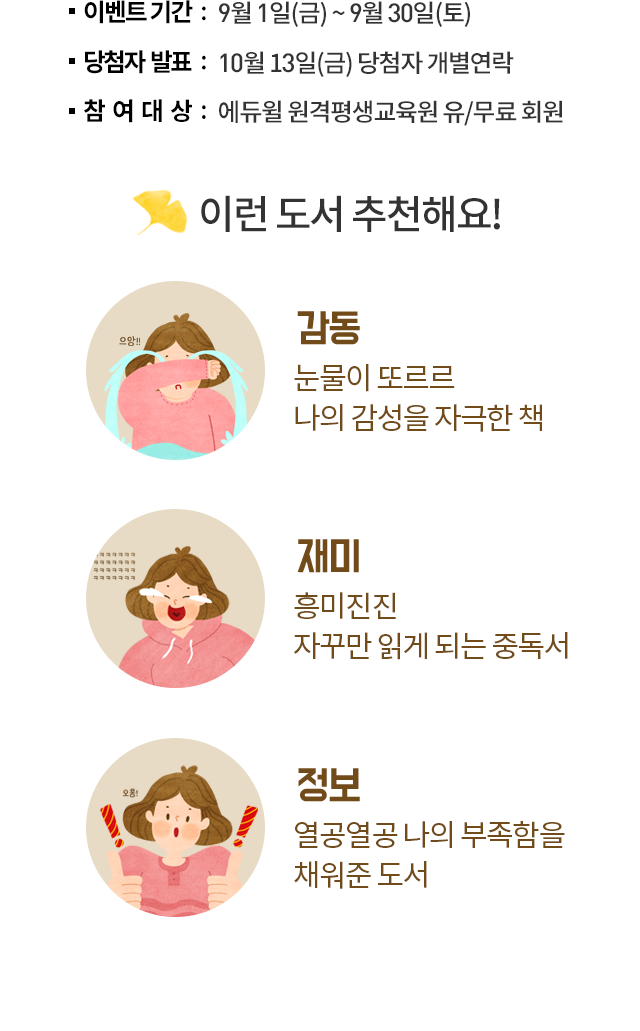 ▪ 이벤트 기간 : 9월 1일(금) ~ 9월 30일(토)
▪ 당첨자 발표 : 10월 13일(금) 당첨자 개별연락
▪ 참 여 대 상 : 에듀윌 원격평생교육원 유/무료 회원
이런 도서 추천해요!
으앙!!
감동
눈물이 또르르
나의 감성을 자극한 책
재미
흥미진진
자꾸만 읽게 되는 중독서
오옹!
정보
열공열공 나의 부족함을
채워준 도서